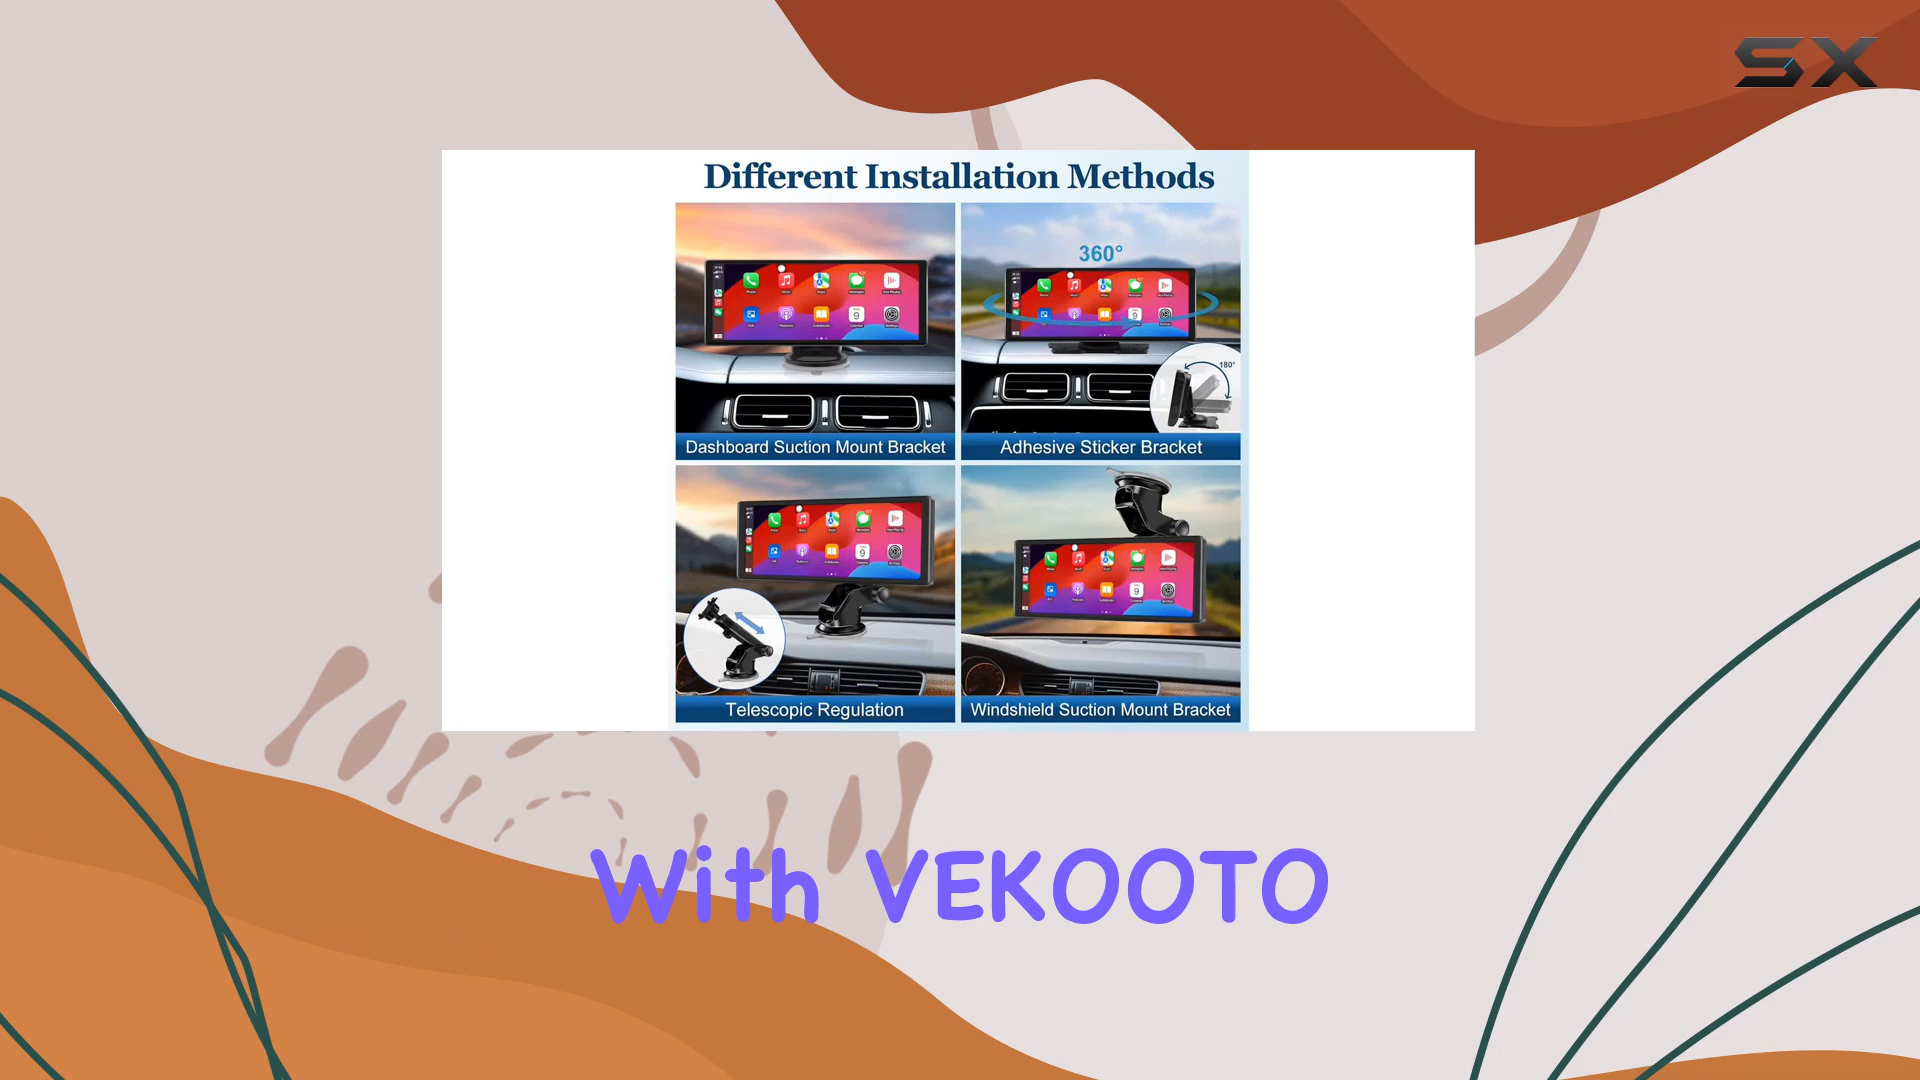 SX
Different Installation Methods
360°
180°
Dashboard Suction Mount Bracket
Adhesive Sticker Bracket
Telescopic Regulation
Windshield Suction Mount Bracket
With VEKOOTO